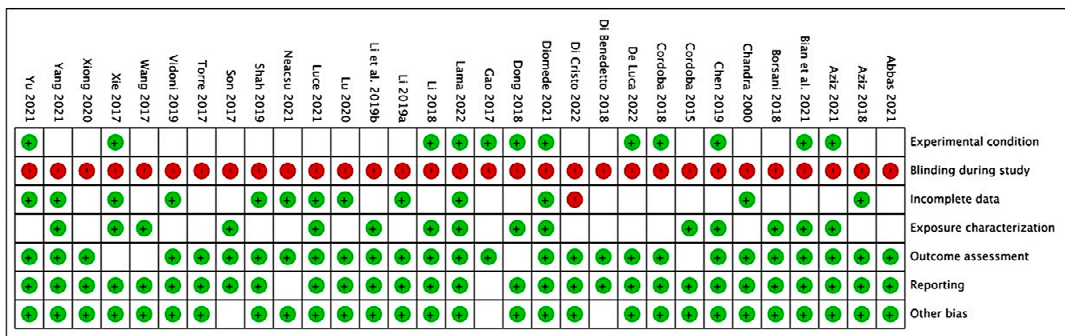 Yu 2021
Yang 2021
Xiong 2020
Xie 2017
Wang 2017
Vidoni 2019
Torre 2017
Son 2017
Shah 2019
Neacsu 2021
Luce 2021
Lu 2020
Li et al. 2019b
Li 2019a
Li 2018
Lama 2022
Gao 2017
Dong 2018
Diomede 2021
Di Cristo 2022
Di Benedetto 2018
De Luca 2022
Cordoba 2018
Cordoba 2015
Chen 2019
Chandra 2000
Borsani 2018
Bian et al. 2021
Aziz 2021
Aziz 2018
Abbas 2021
Experimental condition
Blinding during study
Incomplete data
Exposure characterization
Outcome assessment
Reporting
Other bias